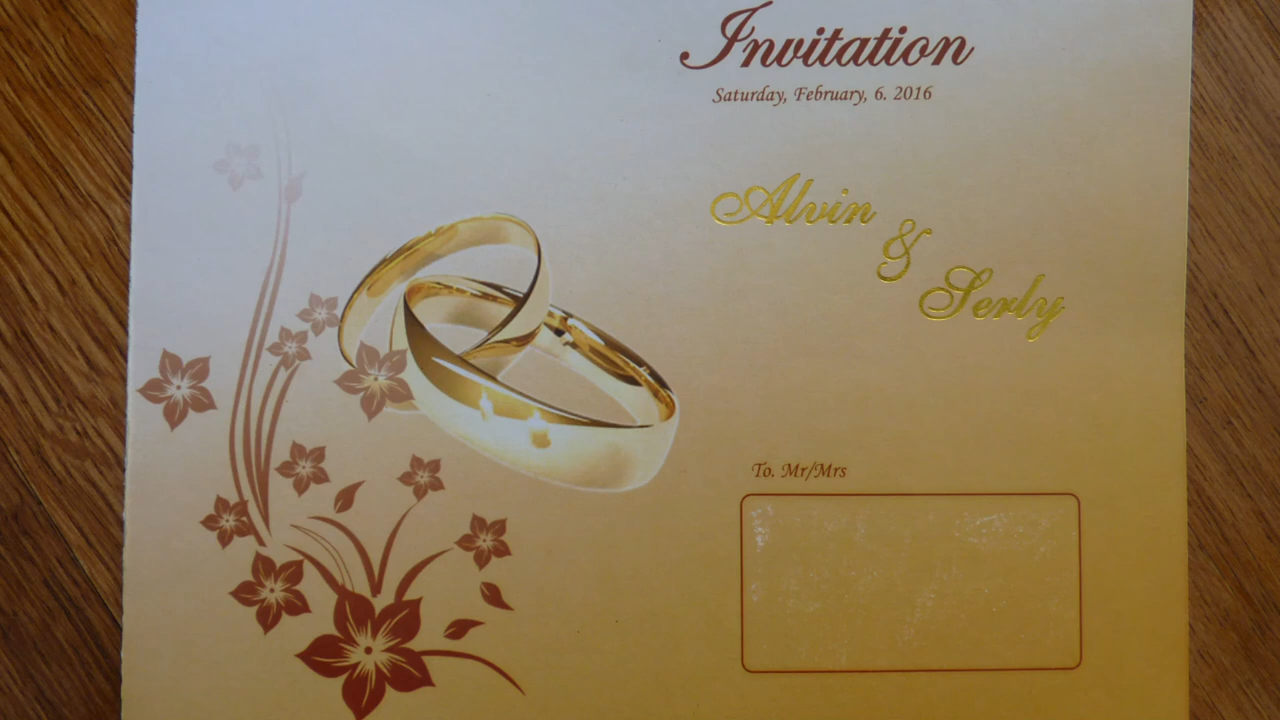 Invitation
Saturday, February, 6. 2016
Alvin
&
Serly
To. Mr/Mrs